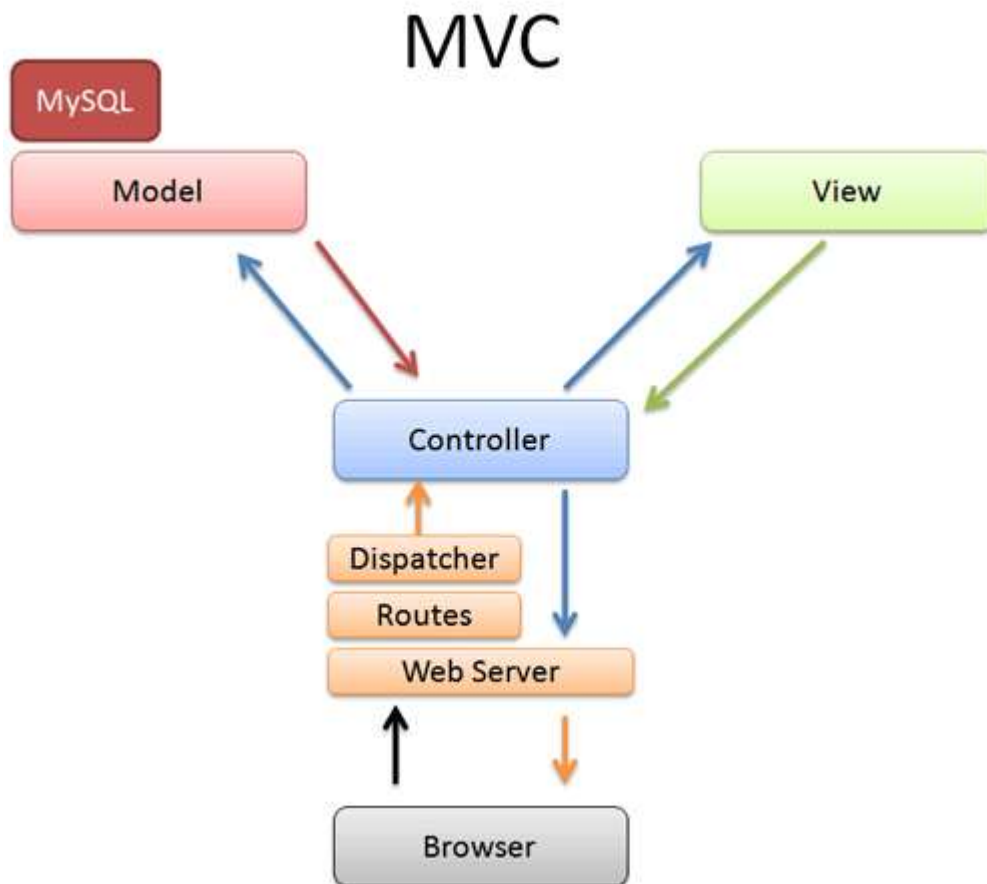 MVC
MySQL
Model
View
Controller
Dispatcher
Routes
Web Server
Browser